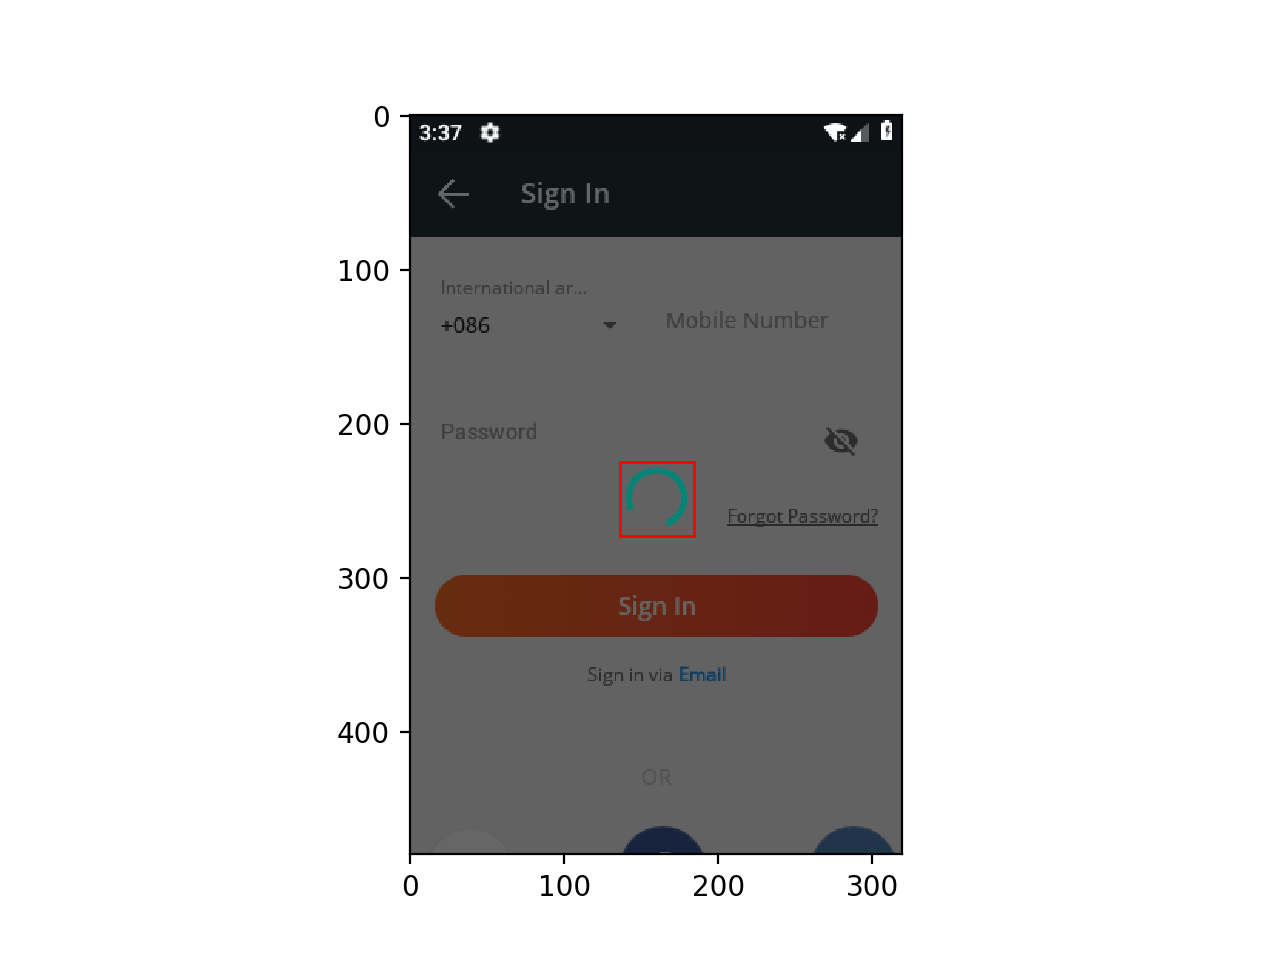 0
3:37
Sign In
100
International ar...
+086
Mobile Number
200
Password
Forgot Password?
300
Sign In
Sign in via Email
400
OR
0 100 200 300